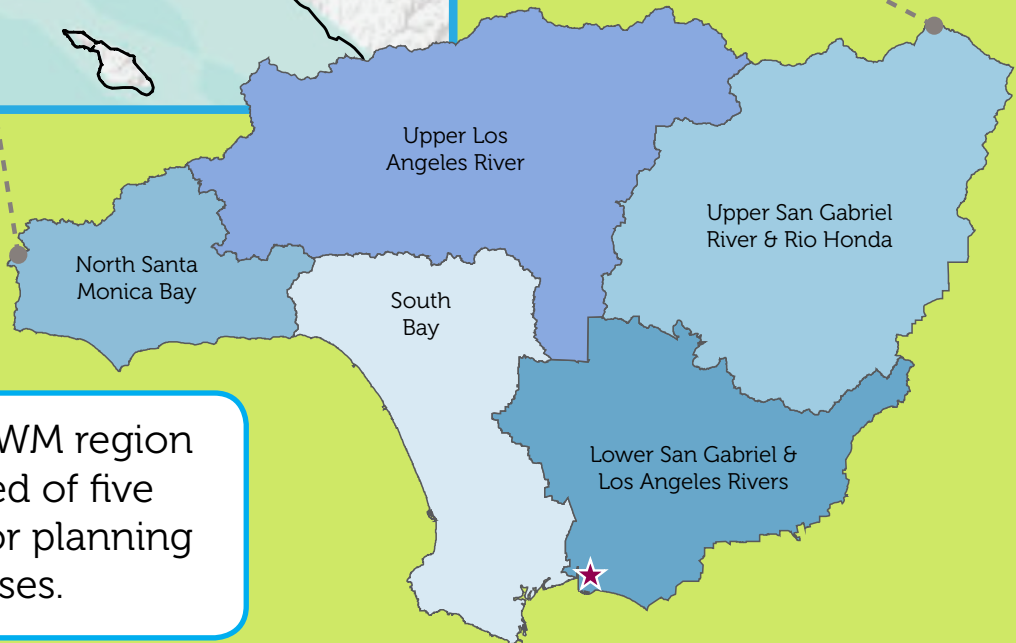 Upper Los
Angeles River
Upper San Gabriel
River & Rio Honda
North Santa
Monica Bay
South
Bay
Lower San Gabriel &
Los Angeles Rivers
WM region
ed of five
or planning
ses.